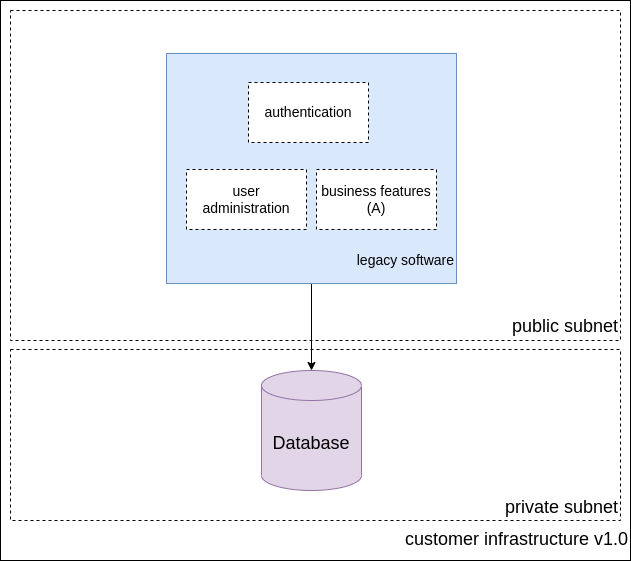 authentication
user
administration
business features
(A)
legacy software
public subnet
Database
private subnet
customer infrastructure v1.0